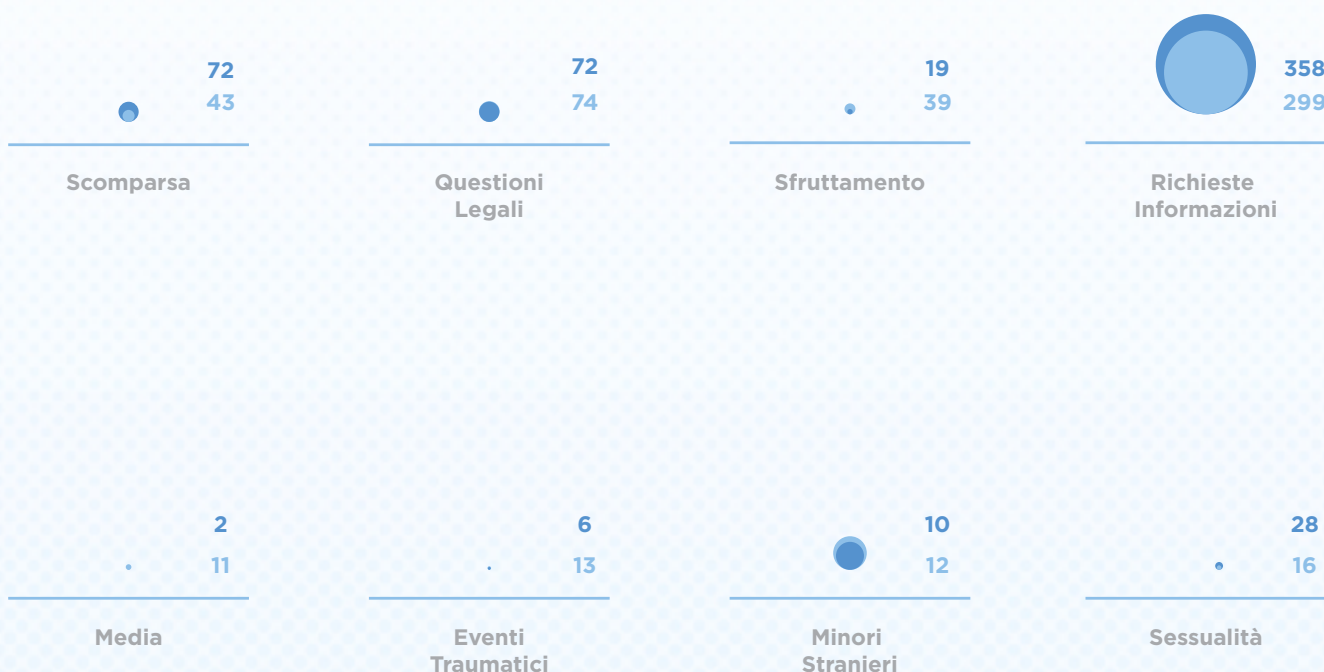 72
43
Scomparsa
72
74
Questioni
Legali
19
39
Sfruttamento
358
299
Richieste
Informazioni
2
11
Media
6
13
Eventi
Traumatici
10
12
Minori
Stranieri
28
16
Sessualità